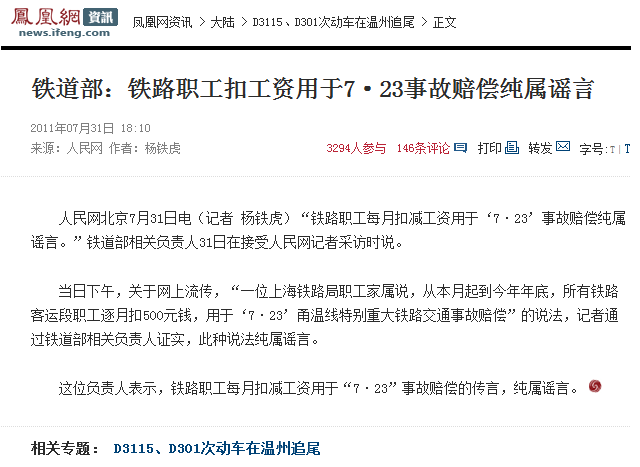 鳳凰網 資訊
news.ifeng.com
凤凰网资讯 > 大陆 > D3115、D301次动车在温州追尾 > 正文
铁道部：铁路职工扣工资用于7·23事故赔偿纯属谣言
2011年07月31日 18:10
来源：人民网 作者：杨铁虎
3294人参与 146条评论 打印 转发 字号:T|T
人民网北京7月31日电（记者 杨铁虎）“铁路职工每月扣减工资用于‘7·23’事故赔偿纯属
谣言。”铁道部相关负责人31日在接受人民网记者采访时说。
当日下午，关于网上流传，“一位上海铁路局职工家属说，从本月起到今年年底，所有铁路
客运段职工逐月扣500元钱，用于‘7·23’甬温线特别重大铁路交通事故赔偿”的说法，记者通
过铁道部相关负责人证实，此种说法纯属谣言。
这位负责人表示，铁路职工每月扣减工资用于“7·23”事故赔偿的传言，纯属谣言。
相关专题： D3115、D301次动车在温州追尾